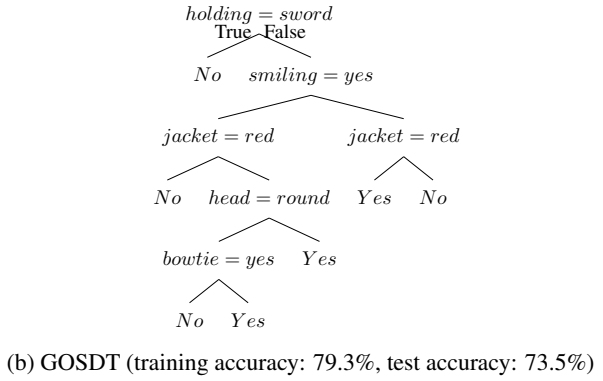 holding = sword
True False
No smiling = yes
jacket = red jacket = red
No head = round Yes No
bowtie = yes Yes
No Yes
(b) GOSDT (training accuracy: 79.3%, test accuracy: 73.5%)